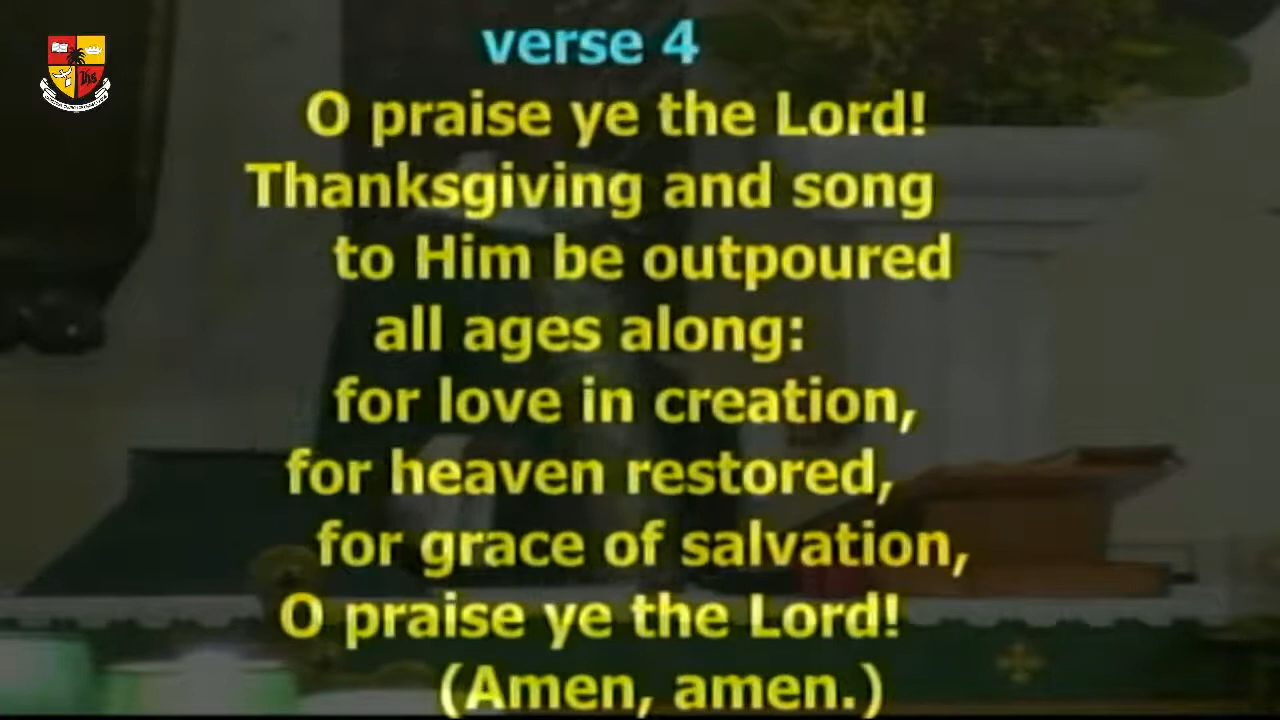 verse 4
O praise ye the Lord!
Thanksgiving and song
to Him be outpoured
all ages along:
for love in creation,
for heaven restored,
for grace of salvation,
O praise ye the Lord!
(Amen, amen.)
Ihs